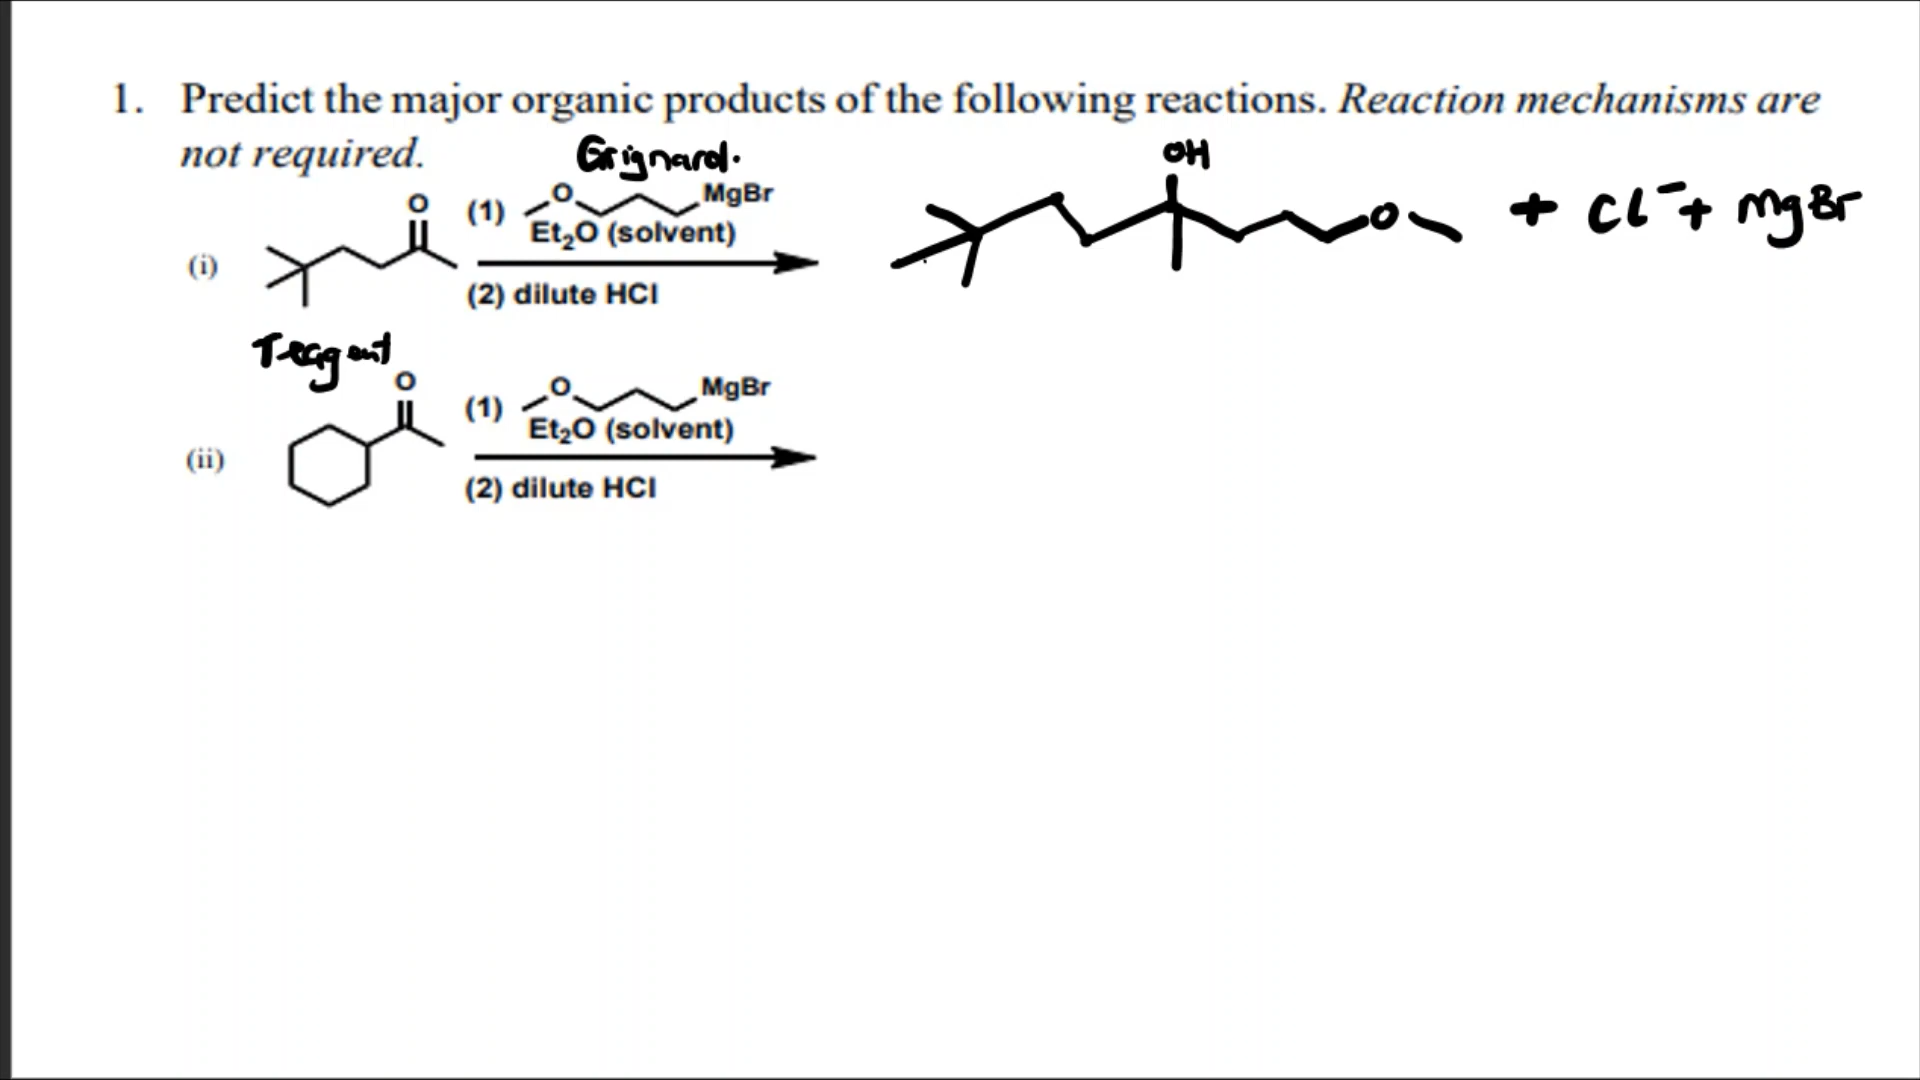 1. Predict the major organic products of the following reactions. Reaction mechanisms are
not required.
Grignard.
(i)
O
(1) O MgBr
Et₂O (solvent)
(2) dilute HCl
OH
O + Cl⁻ + MgBr
Treagent
(ii)
O
(1) O MgBr
Et₂O (solvent)
(2) dilute HCl